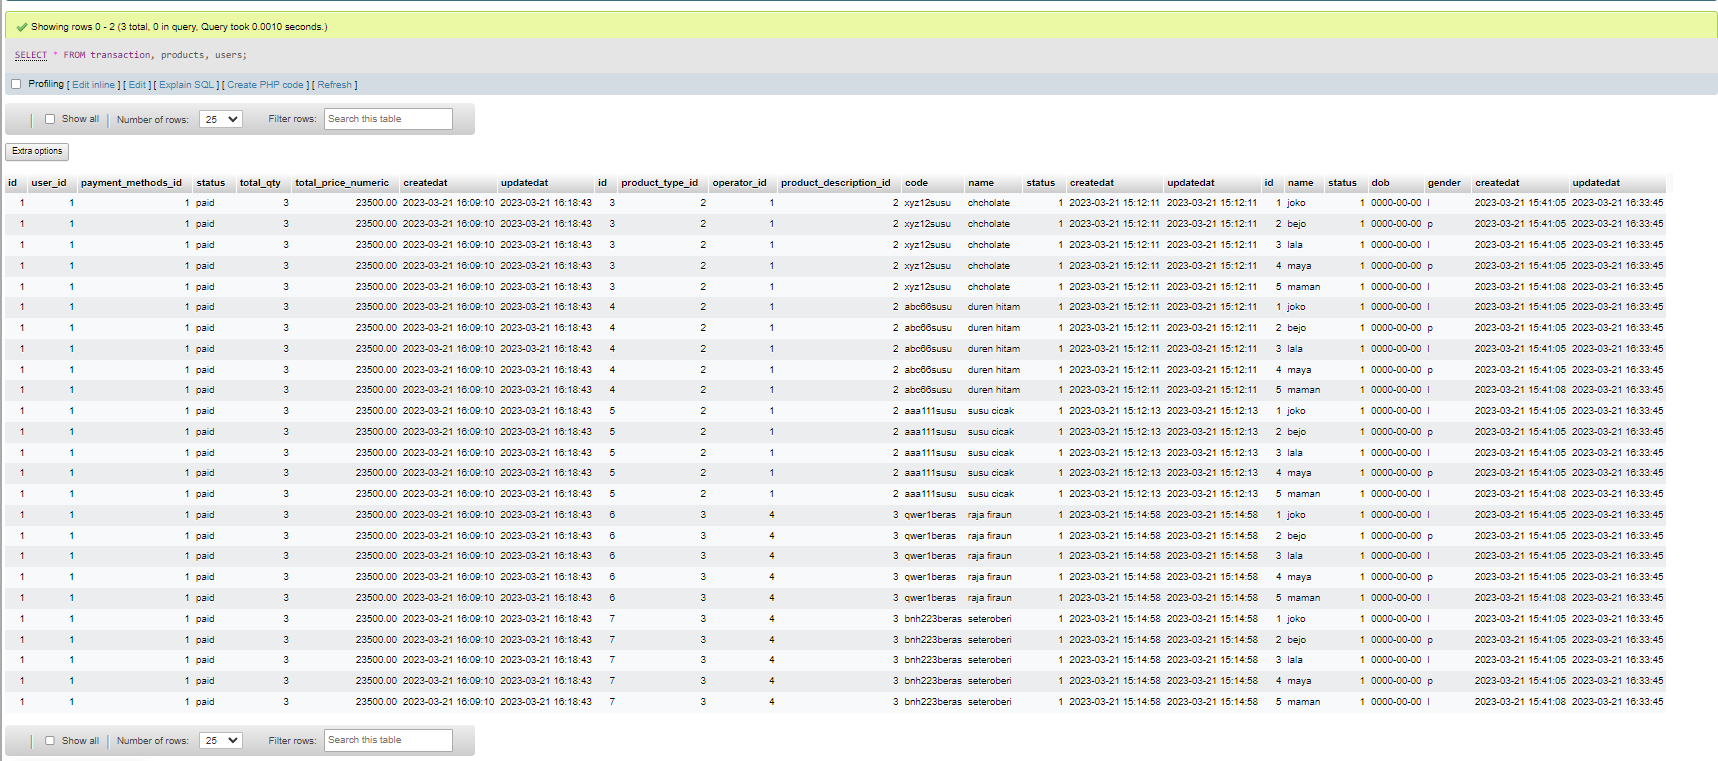 Showing rows 0 - 2 (3 total, 0 in query, Query took 0.0010 seconds.)
SELECT * FROM transaction, products, users;
Profiling [ Edit inline ] [ Edit ] [ Explain SQL ] [ Create PHP code ] [ Refresh ]
Show all Number of rows: 25 Filter rows: Search this table
Extra options
id user_id payment_methods_id status total_qty total_price_numeric createdat updatedat id product_type_id operator_id product_description_id code name status createdat updatedat id name status dob gender createdat updatedat
1 1 1 paid 3 23500.00 2023-03-21 16:09:10 2023-03-21 16:18:43 3 2 1 2 xyz12susu chcholate 1 2023-03-21 15:12:11 2023-03-21 15:12:11 1 joko 1 0000-00-00 l 2023-03-21 15:41:05 2023-03-21 16:33:45
1 1 1 paid 3 23500.00 2023-03-21 16:09:10 2023-03-21 16:18:43 3 2 1 2 xyz12susu chcholate 1 2023-03-21 15:12:11 2023-03-21 15:12:11 2 bejo 1 0000-00-00 p 2023-03-21 15:41:05 2023-03-21 16:33:45
1 1 1 paid 3 23500.00 2023-03-21 16:09:10 2023-03-21 16:18:43 3 2 1 2 xyz12susu chcholate 1 2023-03-21 15:12:11 2023-03-21 15:12:11 3 lala 1 0000-00-00 l 2023-03-21 15:41:05 2023-03-21 16:33:45
1 1 1 paid 3 23500.00 2023-03-21 16:09:10 2023-03-21 16:18:43 3 2 1 2 xyz12susu chcholate 1 2023-03-21 15:12:11 2023-03-21 15:12:11 4 maya 1 0000-00-00 p 2023-03-21 15:41:05 2023-03-21 16:33:45
1 1 1 paid 3 23500.00 2023-03-21 16:09:10 2023-03-21 16:18:43 3 2 1 2 xyz12susu chcholate 1 2023-03-21 15:12:11 2023-03-21 15:12:11 5 maman 1 0000-00-00 l 2023-03-21 15:41:08 2023-03-21 16:33:45
1 1 1 paid 3 23500.00 2023-03-21 16:09:10 2023-03-21 16:18:43 4 2 1 2 abc66susu duren hitam 1 2023-03-21 15:12:11 2023-03-21 15:12:11 1 joko 1 0000-00-00 l 2023-03-21 15:41:05 2023-03-21 16:33:45
1 1 1 paid 3 23500.00 2023-03-21 16:09:10 2023-03-21 16:18:43 4 2 1 2 abc66susu duren hitam 1 2023-03-21 15:12:11 2023-03-21 15:12:11 2 bejo 1 0000-00-00 p 2023-03-21 15:41:05 2023-03-21 16:33:45
1 1 1 paid 3 23500.00 2023-03-21 16:09:10 2023-03-21 16:18:43 4 2 1 2 abc66susu duren hitam 1 2023-03-21 15:12:11 2023-03-21 15:12:11 3 lala 1 0000-00-00 l 2023-03-21 15:41:05 2023-03-21 16:33:45
1 1 1 paid 3 23500.00 2023-03-21 16:09:10 2023-03-21 16:18:43 4 2 1 2 abc66susu duren hitam 1 2023-03-21 15:12:11 2023-03-21 15:12:11 4 maya 1 0000-00-00 p 2023-03-21 15:41:05 2023-03-21 16:33:45
1 1 1 paid 3 23500.00 2023-03-21 16:09:10 2023-03-21 16:18:43 4 2 1 2 abc66susu duren hitam 1 2023-03-21 15:12:11 2023-03-21 15:12:11 5 maman 1 0000-00-00 l 2023-03-21 15:41:08 2023-03-21 16:33:45
1 1 1 paid 3 23500.00 2023-03-21 16:09:10 2023-03-21 16:18:43 5 2 1 2 aaa111susu susu cicak 1 2023-03-21 15:12:13 2023-03-21 15:12:13 1 joko 1 0000-00-00 l 2023-03-21 15:41:05 2023-03-21 16:33:45
1 1 1 paid 3 23500.00 2023-03-21 16:09:10 2023-03-21 16:18:43 5 2 1 2 aaa111susu susu cicak 1 2023-03-21 15:12:13 2023-03-21 15:12:13 2 bejo 1 0000-00-00 p 2023-03-21 15:41:05 2023-03-21 16:33:45
1 1 1 paid 3 23500.00 2023-03-21 16:09:10 2023-03-21 16:18:43 5 2 1 2 aaa111susu susu cicak 1 2023-03-21 15:12:13 2023-03-21 15:12:13 3 lala 1 0000-00-00 l 2023-03-21 15:41:05 2023-03-21 16:33:45
1 1 1 paid 3 23500.00 2023-03-21 16:09:10 2023-03-21 16:18:43 5 2 1 2 aaa111susu susu cicak 1 2023-03-21 15:12:13 2023-03-21 15:12:13 4 maya 1 0000-00-00 p 2023-03-21 15:41:05 2023-03-21 16:33:45
1 1 1 paid 3 23500.00 2023-03-21 16:09:10 2023-03-21 16:18:43 5 2 1 2 aaa111susu susu cicak 1 2023-03-21 15:12:13 2023-03-21 15:12:13 5 maman 1 0000-00-00 l 2023-03-21 15:41:08 2023-03-21 16:33:45
1 1 1 paid 3 23500.00 2023-03-21 16:09:10 2023-03-21 16:18:43 6 3 4 3 qwer1beras raja firaun 1 2023-03-21 15:14:58 2023-03-21 15:14:58 1 joko 1 0000-00-00 l 2023-03-21 15:41:05 2023-03-21 16:33:45
1 1 1 paid 3 23500.00 2023-03-21 16:09:10 2023-03-21 16:18:43 6 3 4 3 qwer1beras raja firaun 1 2023-03-21 15:14:58 2023-03-21 15:14:58 2 bejo 1 0000-00-00 p 2023-03-21 15:41:05 2023-03-21 16:33:45
1 1 1 paid 3 23500.00 2023-03-21 16:09:10 2023-03-21 16:18:43 6 3 4 3 qwer1beras raja firaun 1 2023-03-21 15:14:58 2023-03-21 15:14:58 3 lala 1 0000-00-00 l 2023-03-21 15:41:05 2023-03-21 16:33:45
1 1 1 paid 3 23500.00 2023-03-21 16:09:10 2023-03-21 16:18:43 6 3 4 3 qwer1beras raja firaun 1 2023-03-21 15:14:58 2023-03-21 15:14:58 4 maya 1 0000-00-00 p 2023-03-21 15:41:05 2023-03-21 16:33:45
1 1 1 paid 3 23500.00 2023-03-21 16:09:10 2023-03-21 16:18:43 6 3 4 3 qwer1beras raja firaun 1 2023-03-21 15:14:58 2023-03-21 15:14:58 5 maman 1 0000-00-00 l 2023-03-21 15:41:08 2023-03-21 16:33:45
1 1 1 paid 3 23500.00 2023-03-21 16:09:10 2023-03-21 16:18:43 7 3 4 3 bnh223beras seteroberi 1 2023-03-21 15:14:58 2023-03-21 15:14:58 1 joko 1 0000-00-00 l 2023-03-21 15:41:05 2023-03-21 16:33:45
1 1 1 paid 3 23500.00 2023-03-21 16:09:10 2023-03-21 16:18:43 7 3 4 3 bnh223beras seteroberi 1 2023-03-21 15:14:58 2023-03-21 15:14:58 2 bejo 1 0000-00-00 p 2023-03-21 15:41:05 2023-03-21 16:33:45
1 1 1 paid 3 23500.00 2023-03-21 16:09:10 2023-03-21 16:18:43 7 3 4 3 bnh223beras seteroberi 1 2023-03-21 15:14:58 2023-03-21 15:14:58 3 lala 1 0000-00-00 l 2023-03-21 15:41:05 2023-03-21 16:33:45
1 1 1 paid 3 23500.00 2023-03-21 16:09:10 2023-03-21 16:18:43 7 3 4 3 bnh223beras seteroberi 1 2023-03-21 15:14:58 2023-03-21 15:14:58 4 maya 1 0000-00-00 p 2023-03-21 15:41:05 2023-03-21 16:33:45
1 1 1 paid 3 23500.00 2023-03-21 16:09:10 2023-03-21 16:18:43 7 3 4 3 bnh223beras seteroberi 1 2023-03-21 15:14:58 2023-03-21 15:14:58 5 maman 1 0000-00-00 l 2023-03-21 15:41:08 2023-03-21 16:33:45
Show all Number of rows: 25 Filter rows: Search this table